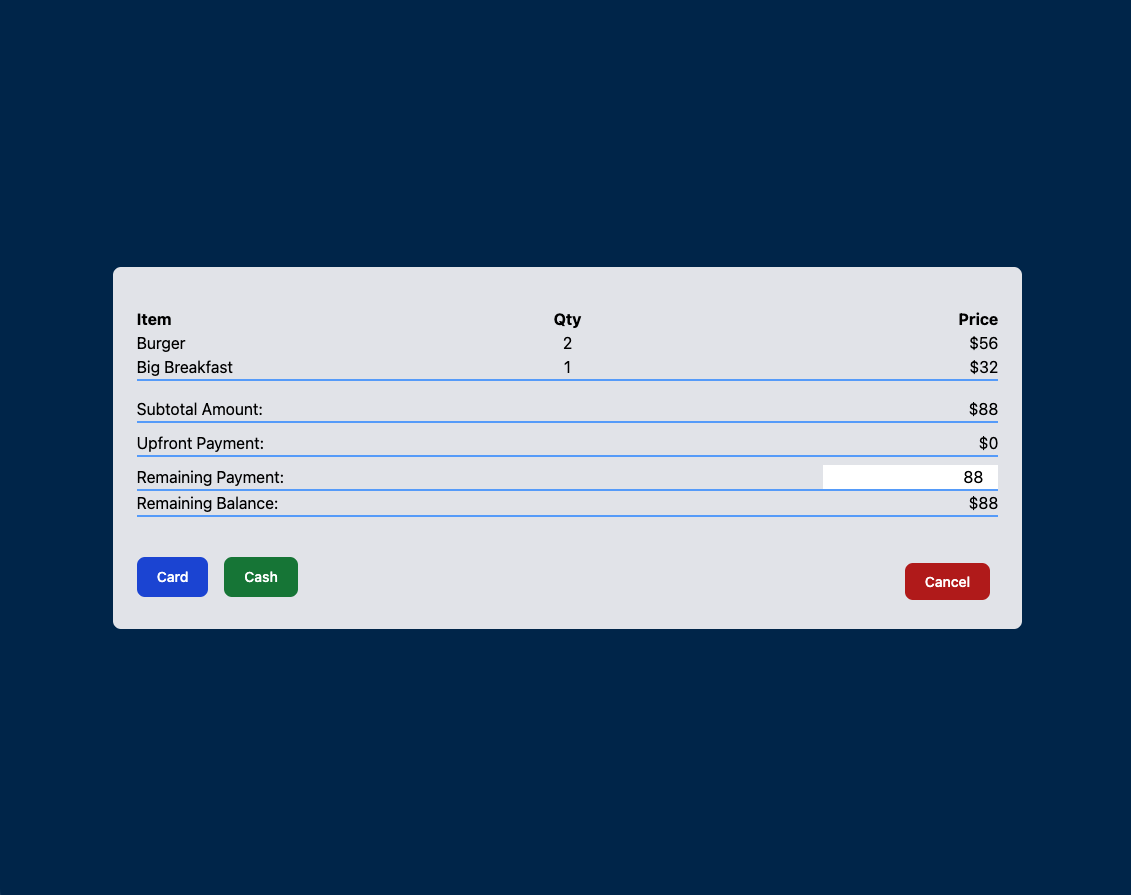 Item Qty Price
Burger 2 $56
Big Breakfast 1 $32
Subtotal Amount: $88
Upfront Payment: $0
Remaining Payment: 88
Remaining Balance: $88
Card Cash Cancel